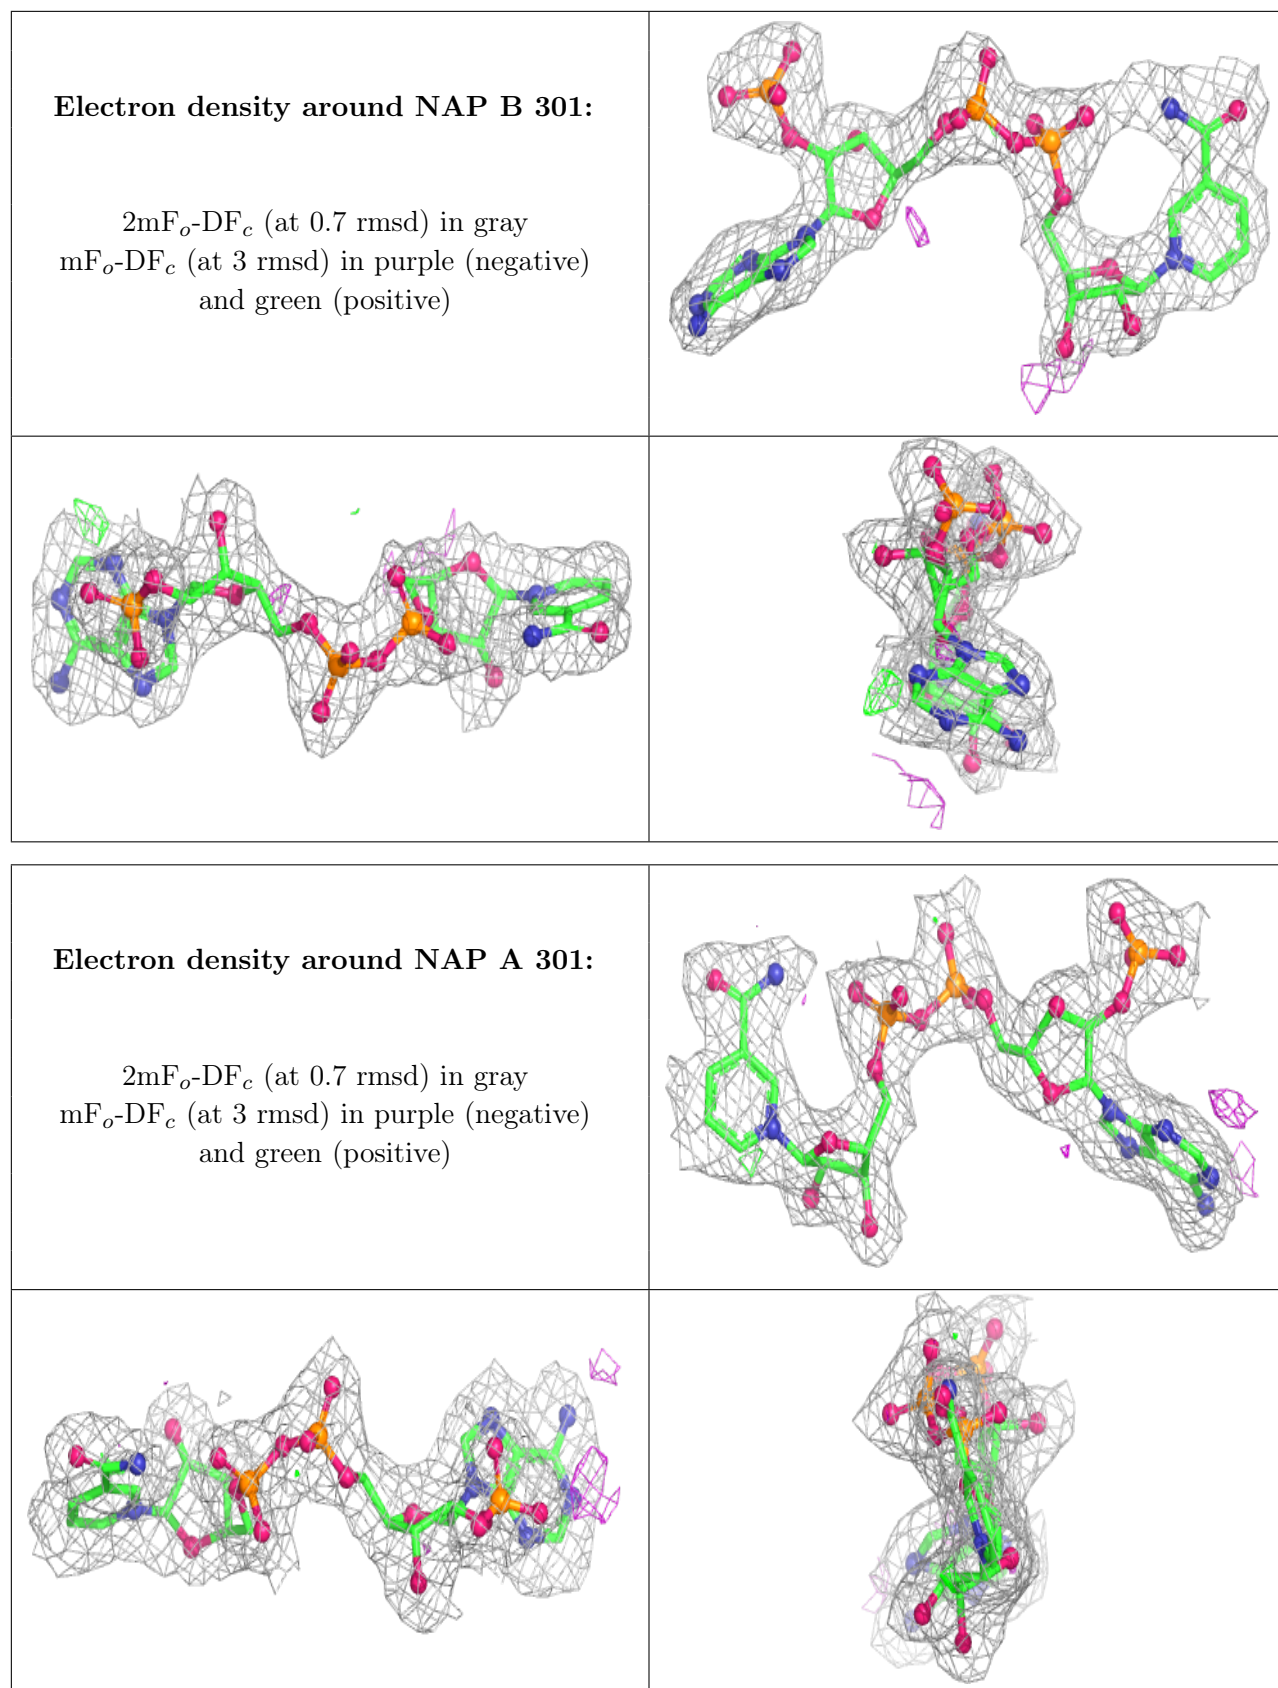 Electron density around NAP B 301:
2mFo-DFc (at 0.7 rmsd) in gray
mFo-DFc (at 3 rmsd) in purple (negative)
and green (positive)
Electron density around NAP A 301:
2mFo-DFc (at 0.7 rmsd) in gray
mFo-DFc (at 3 rmsd) in purple (negative)
and green (positive)